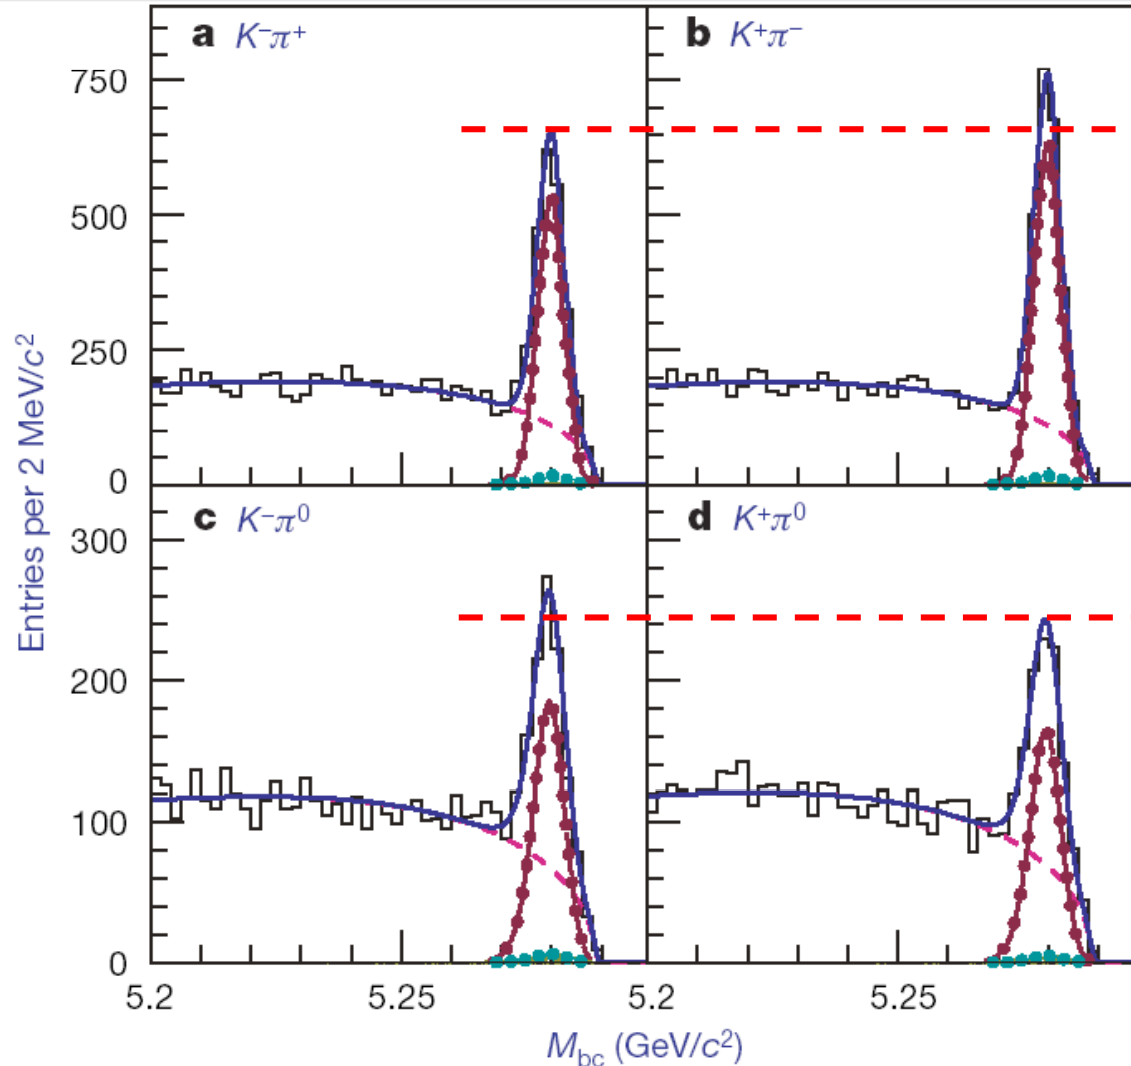 a K⁻π⁺
b K⁺π⁻
750
500
250
0
Entries per 2 MeV/c²
c K⁻π⁰
d K⁺π⁰
300
200
100
0
5.2
5.25
5.2
5.25
M_bc (GeV/c²)